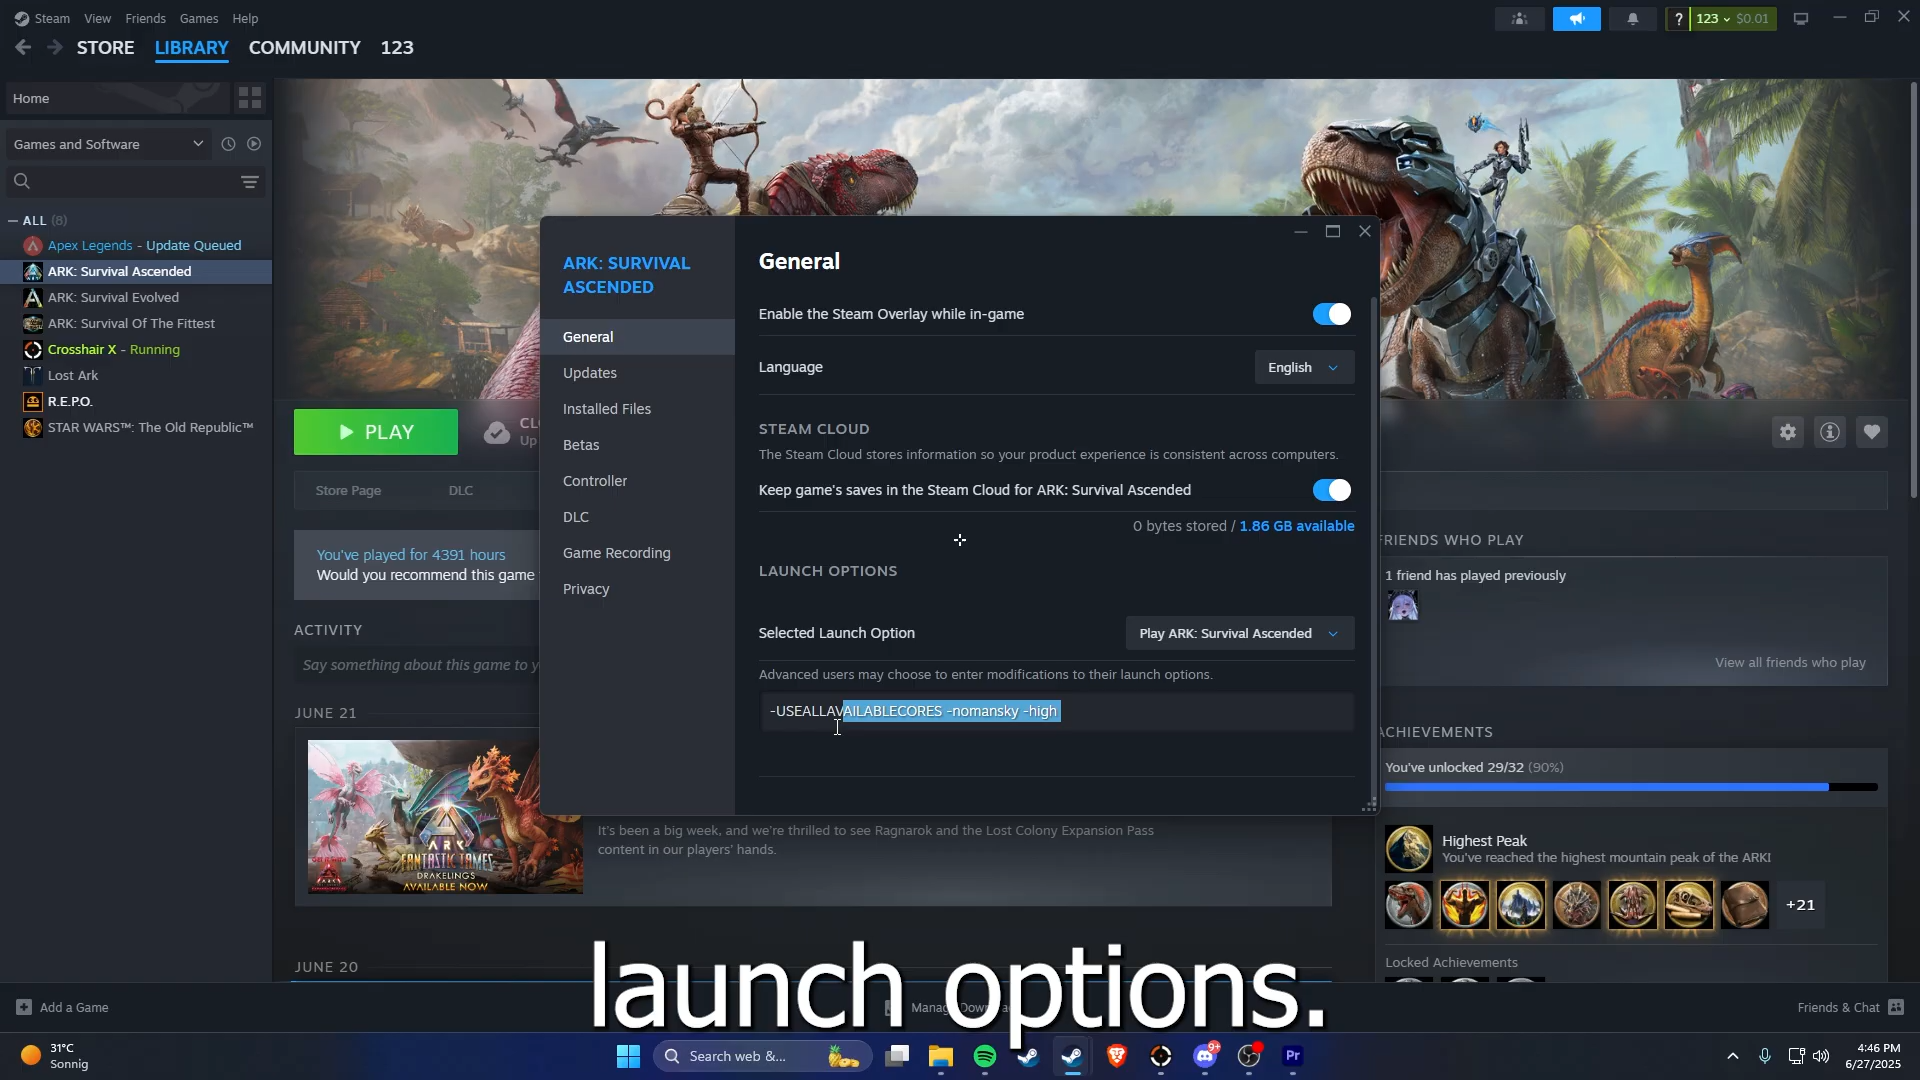 Steam View Friends Games Help
? 123 $0.01
STORE LIBRARY COMMUNITY 123
Home
Games and Software
— ALL (8)
Apex Legends - Update Queued
ARK: Survival Ascended
ARK: Survival Evolved
ARK: Survival Of The Fittest
Crosshair X - Running
Lost Ark
R.E.P.O.
STAR WARS™: The Old Republic™
PLAY
Store Page DLC
You've played for 4391 hours
Would you recommend this game
ACTIVITY
Say something about this game to
JUNE 21
ARK
FANTASTIC TAMES
DRAKELINGS
AVAILABLE NOW
It's been a big week, and we're thrilled to see Ragnarok and the Lost Colony Expansion Pass
content in our players' hands.
JUNE 20
ARK: SURVIVAL
ASCENDED
General
Updates
Installed Files
Betas
Controller
DLC
Game Recording
Privacy
General
Enable the Steam Overlay while in-game
Language English
STEAM CLOUD
The Steam Cloud stores information so your product experience is consistent across computers.
Keep game's saves in the Steam Cloud for ARK: Survival Ascended
0 bytes stored / 1.86 GB available
LAUNCH OPTIONS
Selected Launch Option Play ARK: Survival Ascended
Advanced users may choose to enter modifications to their launch options.
-USEALLAVAILABLECORES -nomansky -high
FRIENDS WHO PLAY
1 friend has played previously
View all friends who play
ACHIEVEMENTS
You've unlocked 29/32 (90%)
Highest Peak
You've reached the highest mountain peak of the ARK!
+21
Locked Achievements
launch options.
Add a Game
Friends & Chat
31°C
Sonnig
Search web &...
9+
Pr
4:46 PM
6/27/2025